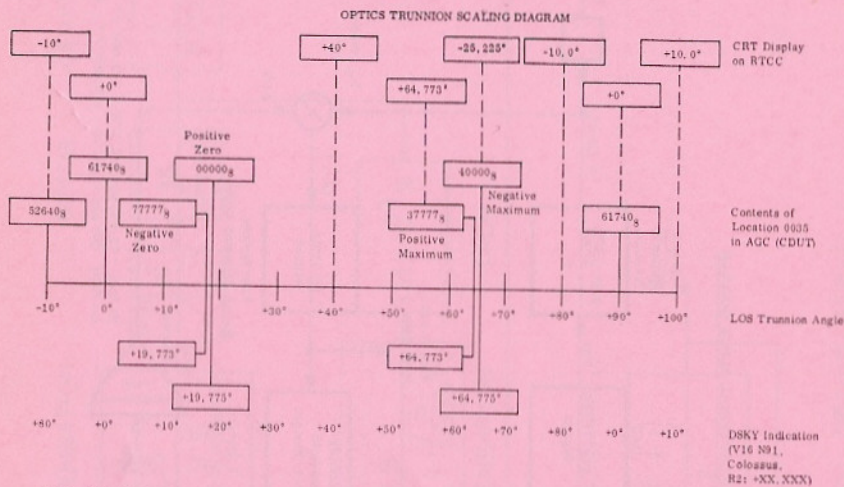 OPTICS TRUNNION SCALING DIAGRAM
-10°
+40°
-25,225°
-10,0°
+10,0°
CRT Display
on RTCC
+0°
+64,773°
+0°
Positive
Zero
61740₈
00000₈
40000₈
52640₈
77777₈
Negative
Zero
37777₈
Positive
Maximum
Negative
Maximum
61740₈
Contents of
Location 0035
in AGC (CDUT)
-10° 0° +10° +30° +40° +50° +60° +70° +80° +90° +100°
LOS Trunnion Angle
+19,773°
+64,773°
+19,775°
+64,775°
+80° +0° +10° +20° +30° +40° +50° +60° +70° +80° +0° +10°
DSKY Indication
(V16 N91,
Colossus,
R2: +XX,XXX)